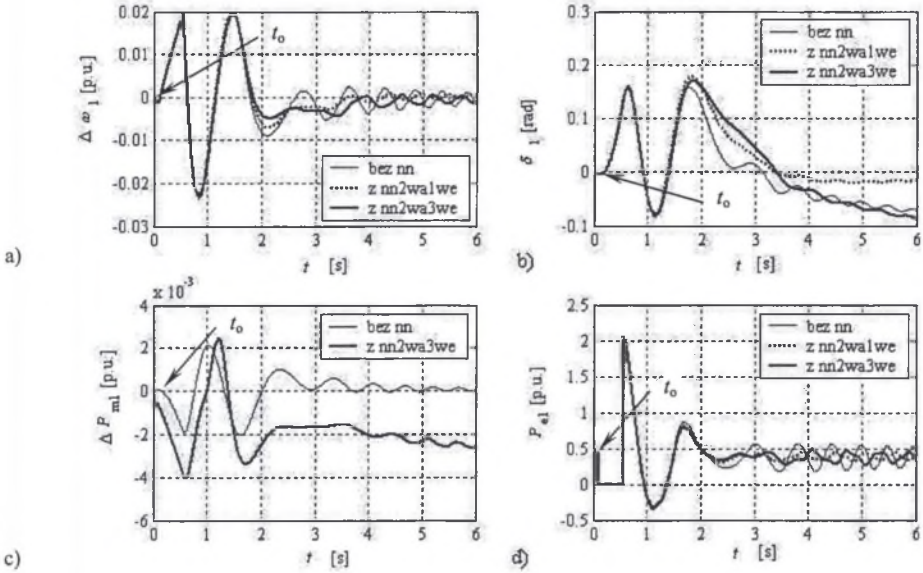 0.02
0.01
0
-0.01
-0.02
-0.03
Δ ω 1 [p.u.]
t₀
bez nn
z nn2wa1we
z nn2wa3we
0 1 2 3 4 5 6
t [s]
a)
0.3
0.2
0.1
0
-0.1
δ 1 [rad]
t₀
bez nn
z nn2wa1we
z nn2wa3we
0 1 2 3 4 5 6
t [s]
b)
x 10⁻³
4
2
0
-2
-4
-6
Δ P m1 [p.u.]
t₀
bez nn
z nn2wa3we
0 1 2 3 4 5 6
t [s]
c)
2.5
2
1.5
1
0.5
0
-0.5
P e1 [p.u.]
t₀
bez nn
z nn2wa1we
z nn2wa3we
0 1 2 3 4 5 6
t [s]
d)